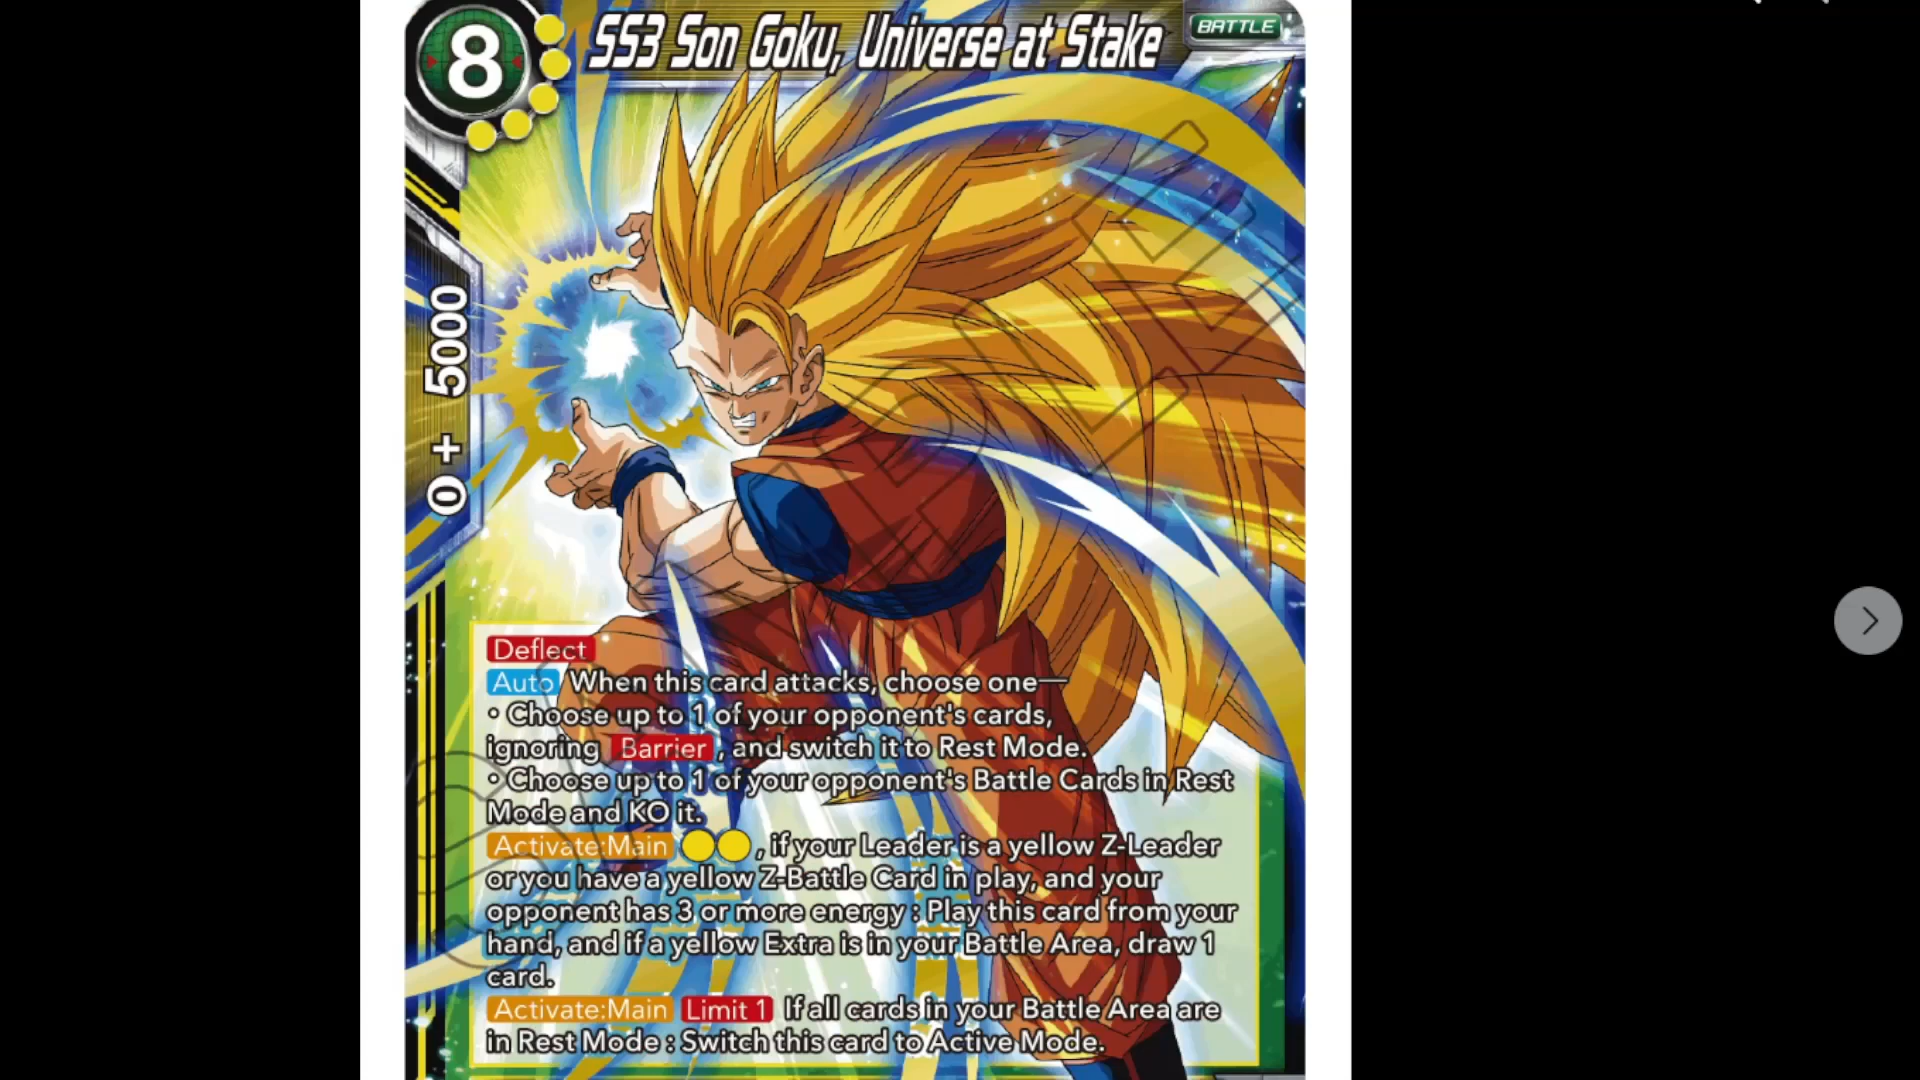 8
SS3 Son Goku, Universe at Stake
BATTLE
0 + 5000
Deflect
Auto When this card attacks, choose one—
• Choose up to 1 of your opponent's cards,
ignoring Barrier, and switch it to Rest Mode.
• Choose up to 1 of your opponent's Battle Cards in Rest
Mode and KO it.
Activate:Main , if your Leader is a yellow Z-Leader
or you have a yellow Z-Battle Card in play, and your
opponent has 3 or more energy : Play this card from your
hand, and if a yellow Extra is in your Battle Area, draw 1
card.
Activate:Main Limit 1 If all cards in your Battle Area are
in Rest Mode : Switch this card to Active Mode.